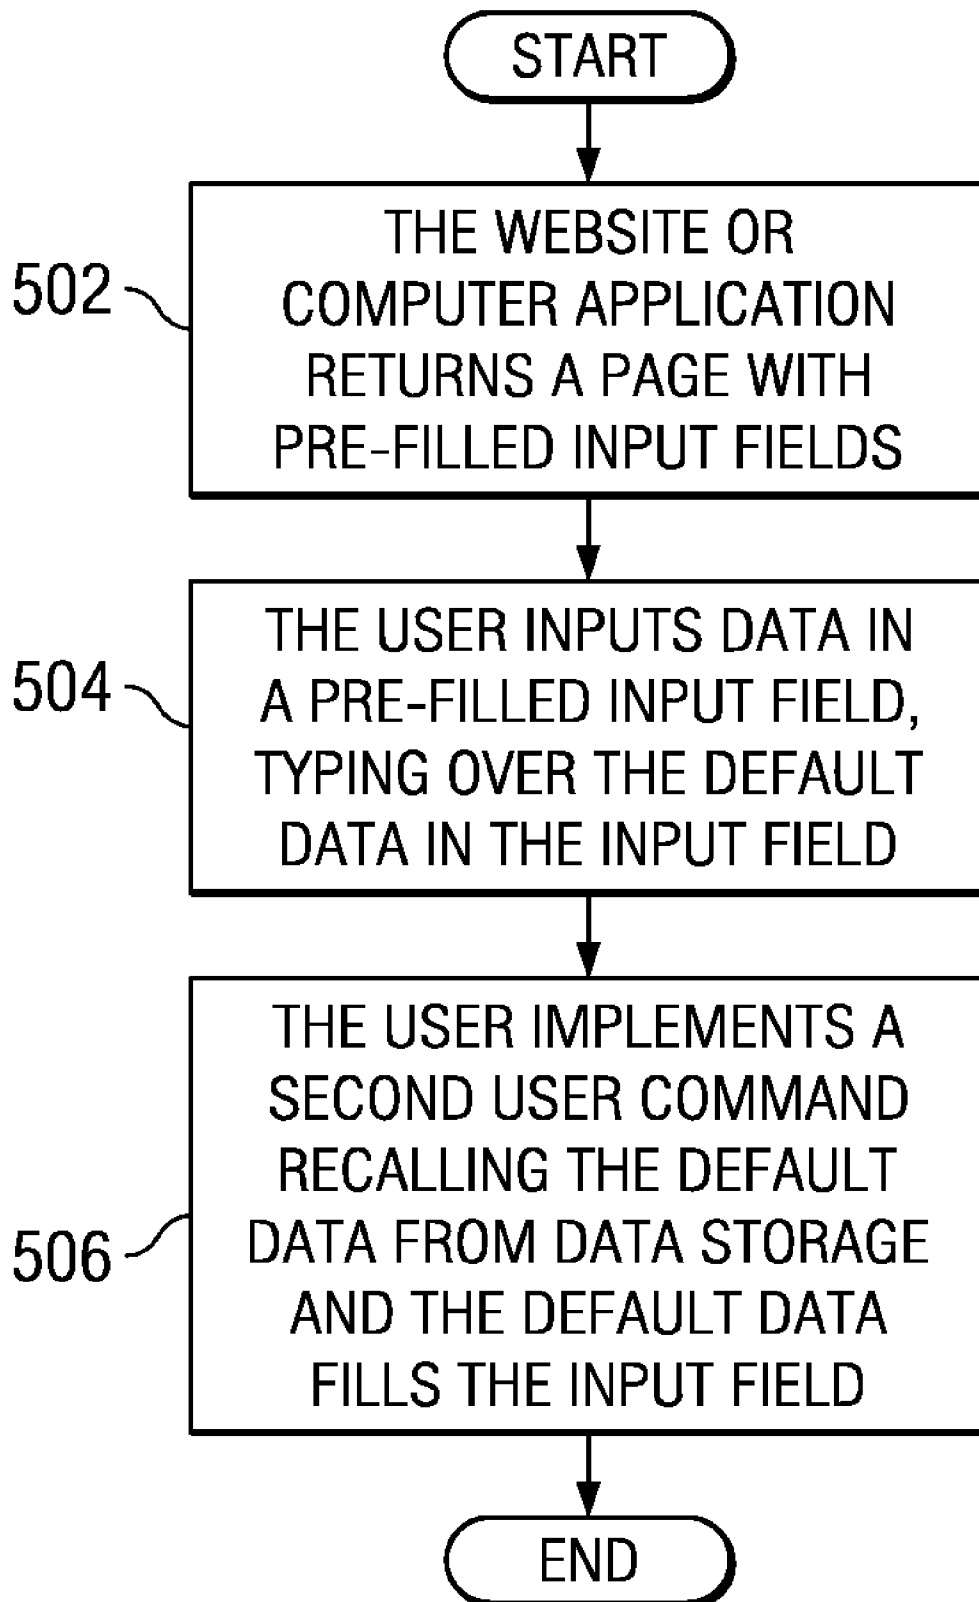 START
502
THE WEBSITE OR
COMPUTER APPLICATION
RETURNS A PAGE WITH
PRE-FILLED INPUT FIELDS
504
THE USER INPUTS DATA IN
A PRE-FILLED INPUT FIELD,
TYPING OVER THE DEFAULT
DATA IN THE INPUT FIELD
506
THE USER IMPLEMENTS A
SECOND USER COMMAND
RECALLING THE DEFAULT
DATA FROM DATA STORAGE
AND THE DEFAULT DATA
FILLS THE INPUT FIELD
END